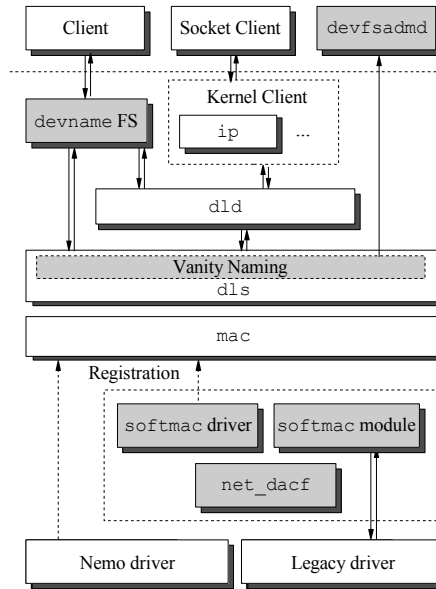 Client
Socket Client
devfsadmd
Kernel Client
devname FS
ip
...
dld
Vanity Naming
dls
mac
Registration
softmac driver
softmac module
net_dacf
Nemo driver
Legacy driver